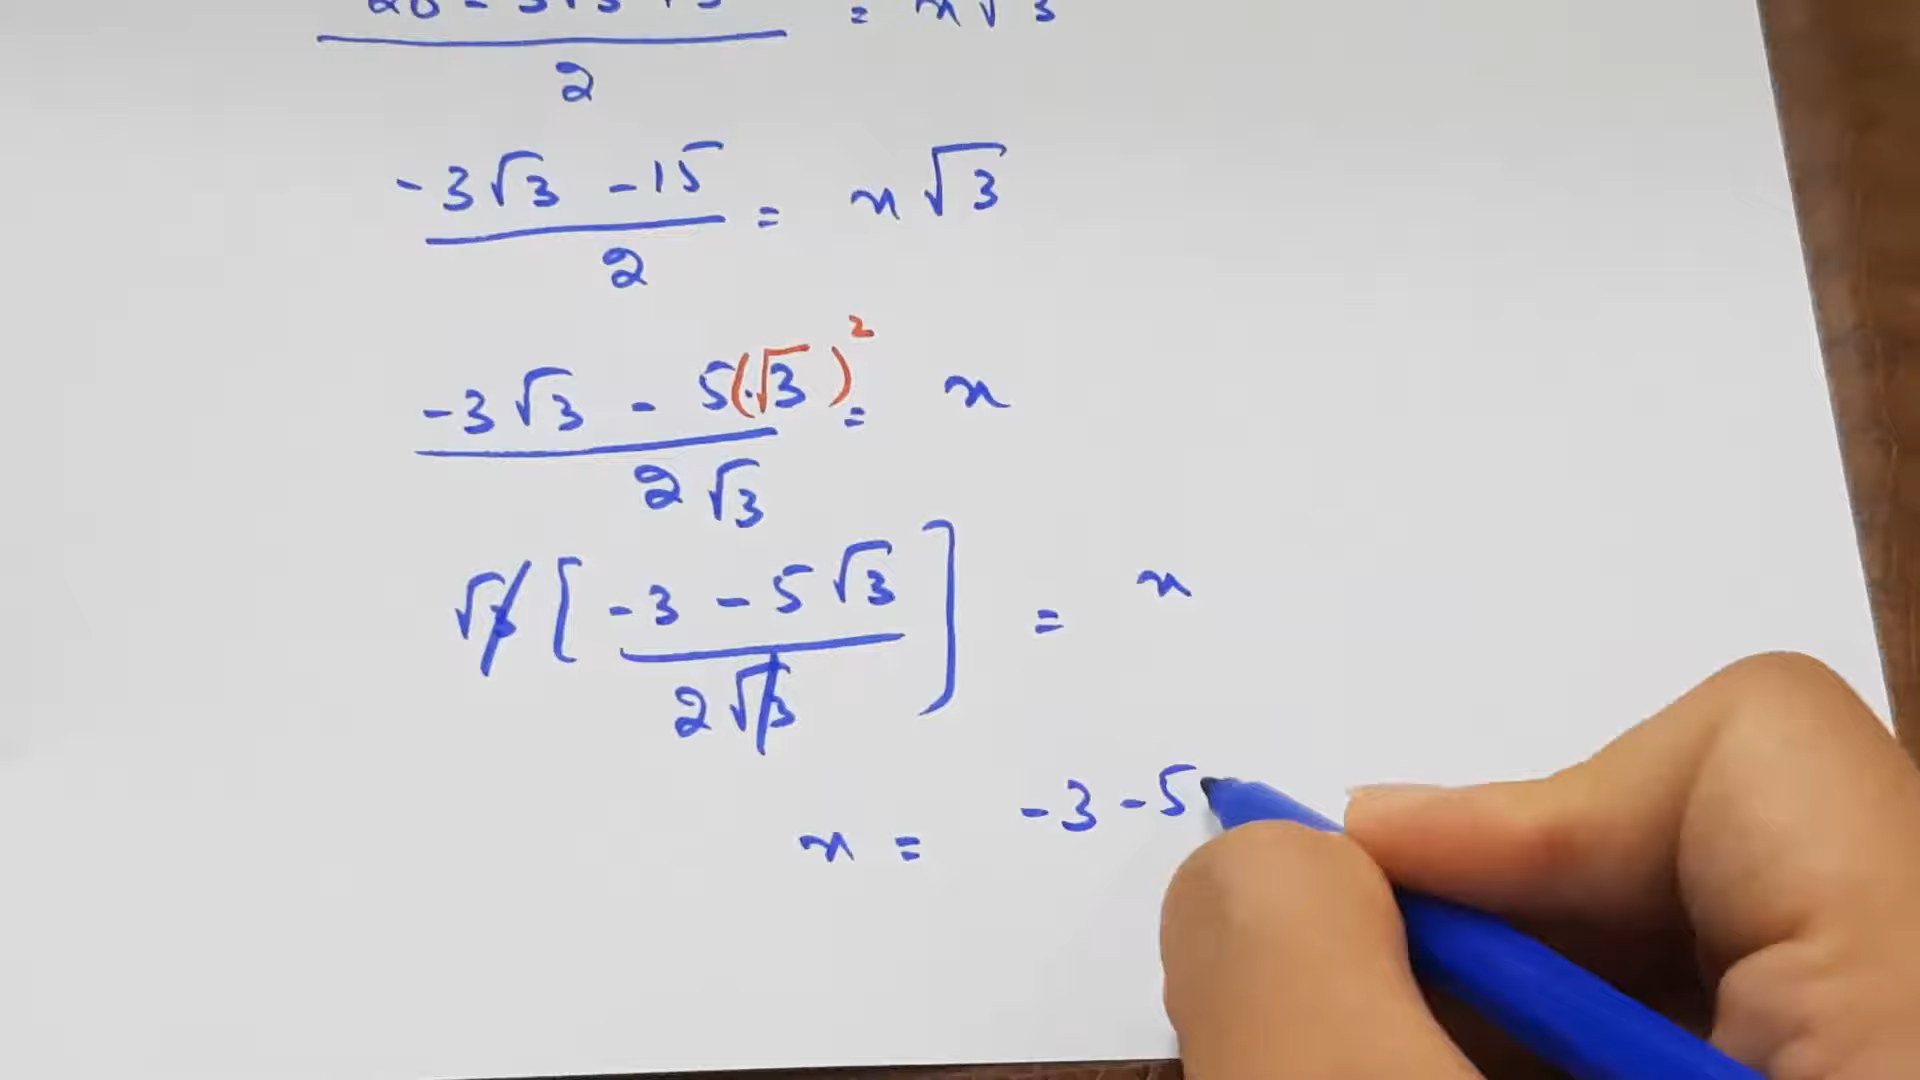 = x√3
2
-3√3 -15 = x√3
2
-3√3 - 5(√3)² = x
2√3
√3 [ -3 - 5√3 ] = x
2√3
x = -3 -5